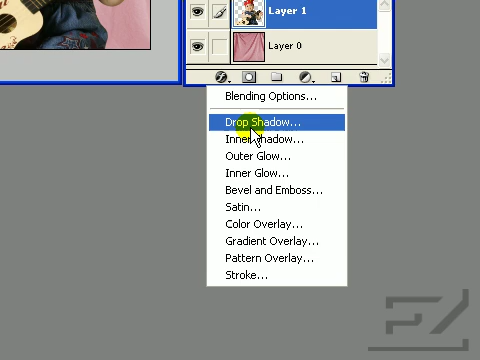 Layer 1
Layer 0
Blending Options...
Drop Shadow...
Inner Shadow...
Outer Glow...
Inner Glow...
Bevel and Emboss...
Satin...
Color Overlay...
Gradient Overlay...
Pattern Overlay...
Stroke...